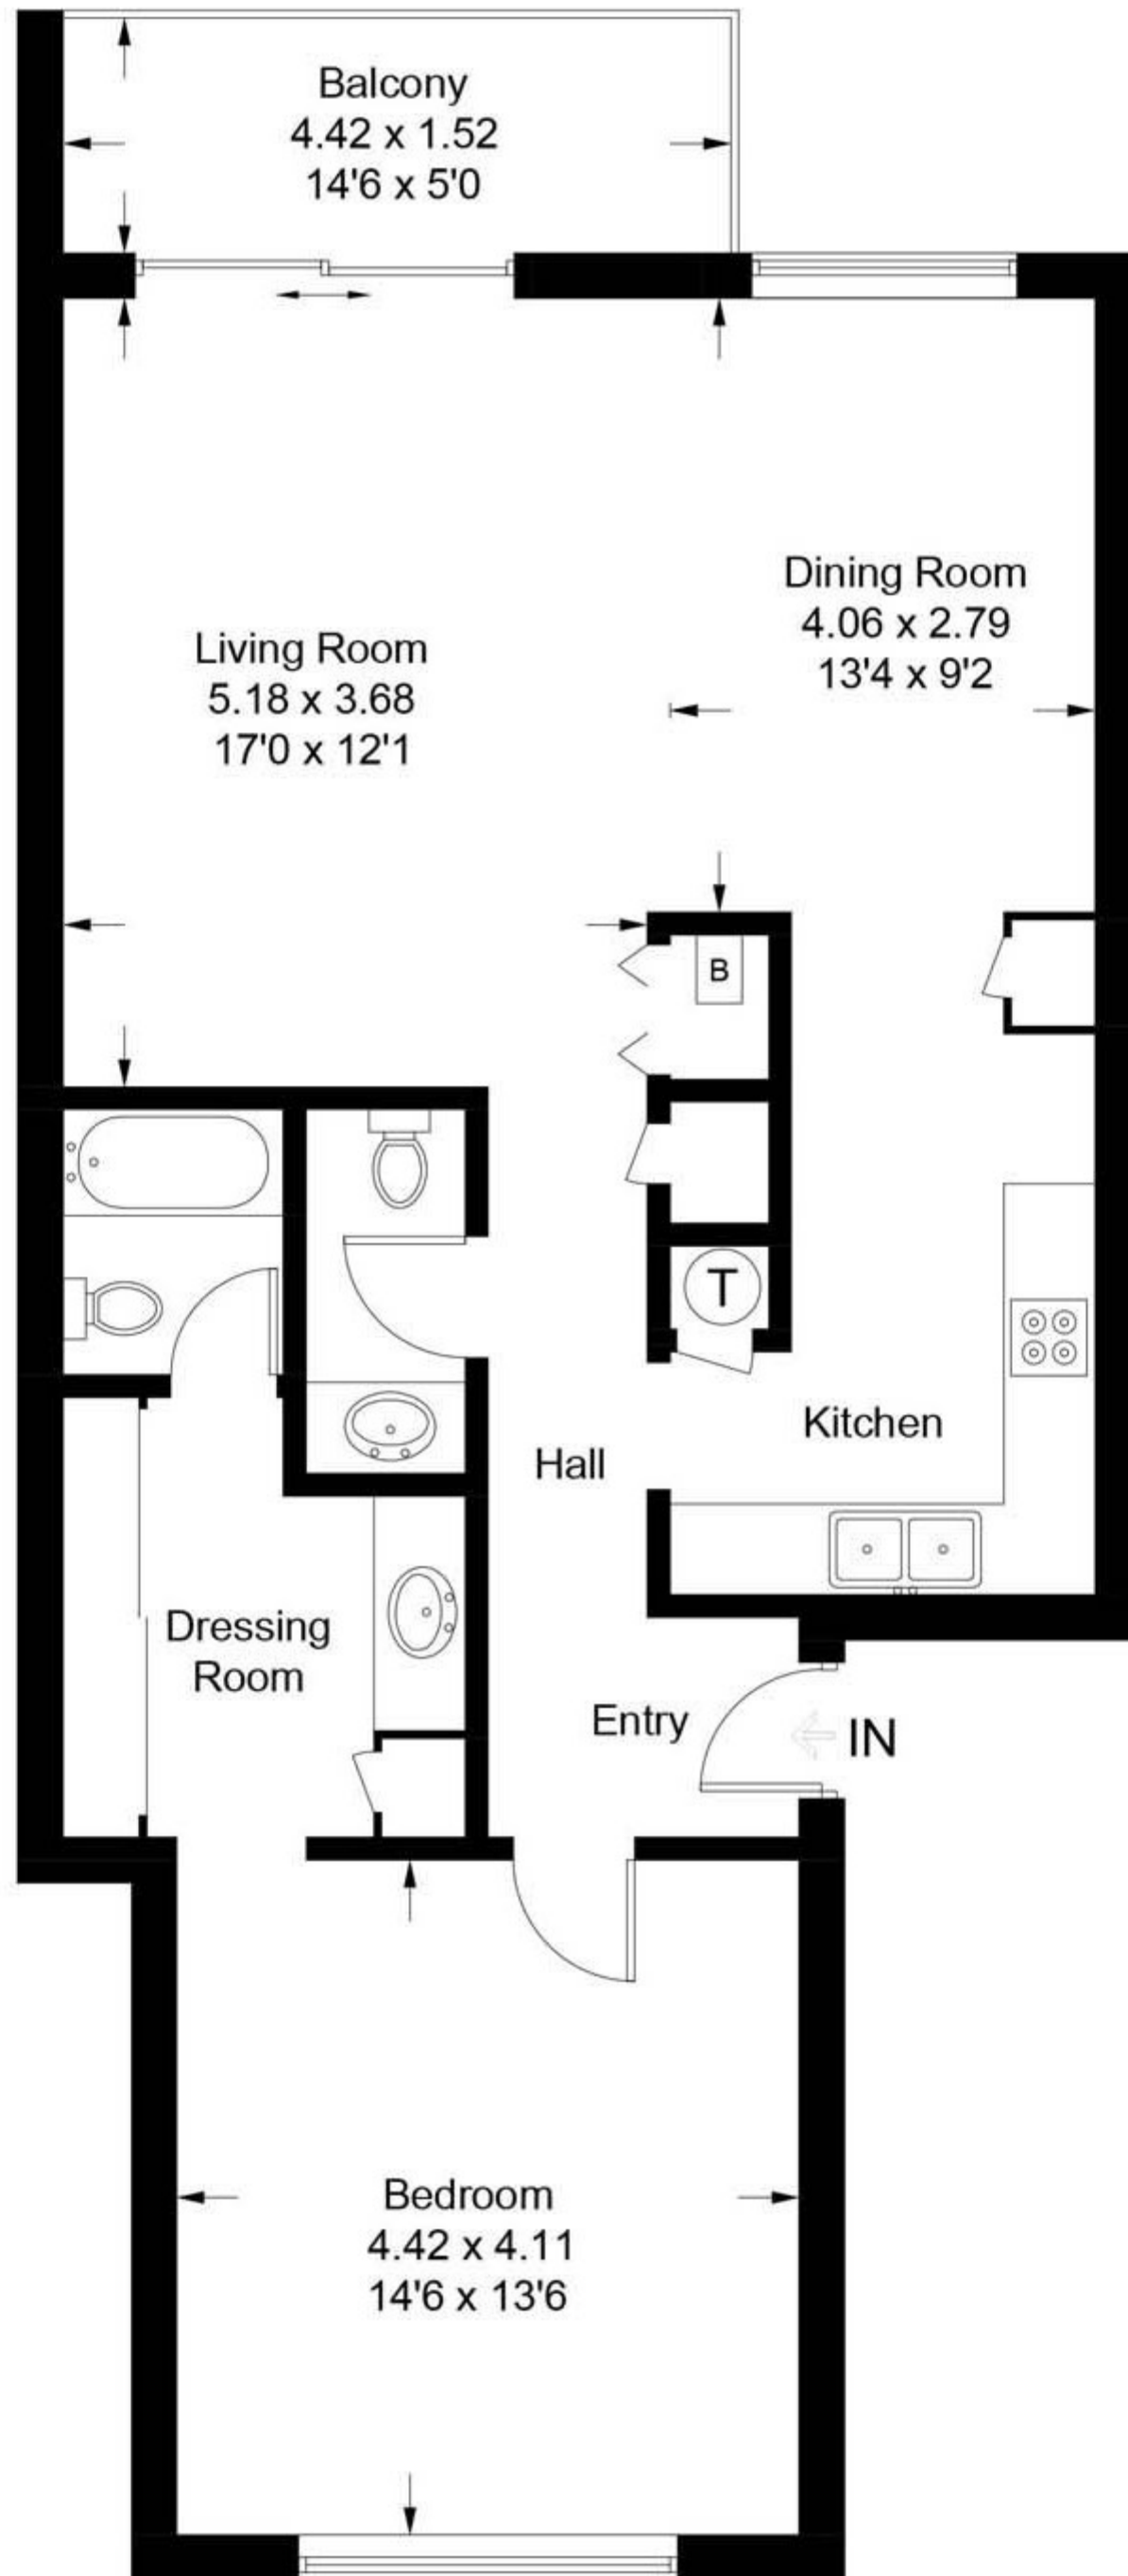 Balcony
4.42 x 1.52
14'6 x 5'0
Dining Room
4.06 x 2.79
13'4 x 9'2
Living Room
5.18 x 3.68
17'0 x 12'1
B
T
Kitchen
Hall
Dressing
Room
Entry
IN
Bedroom
4.42 x 4.11
14'6 x 13'6